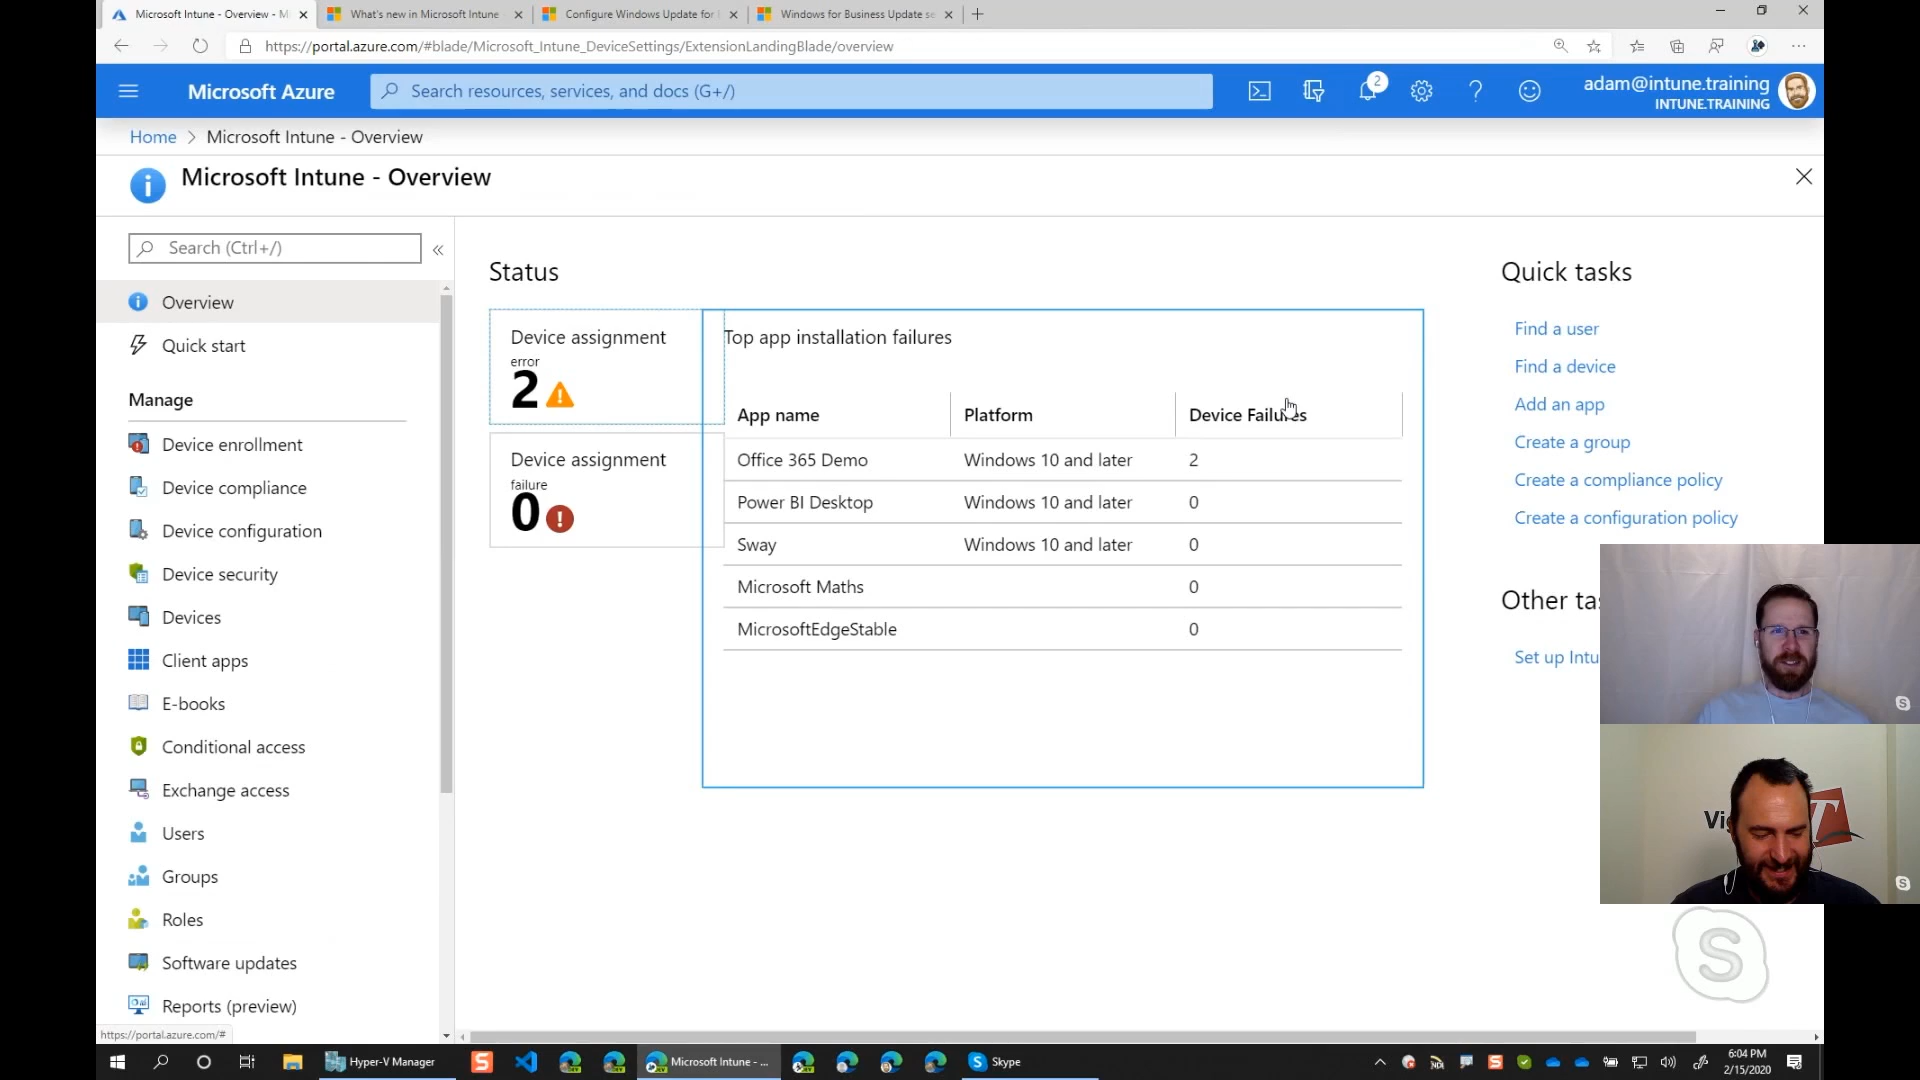 Microsoft Intune - Overview - M
What's new in Microsoft Intune
Configure Windows Update for
Windows for Business Update se
https://portal.azure.com/#blade/Microsoft_Intune_DeviceSettings/ExtensionLandingBlade/overview
Microsoft Azure
Search resources, services, and docs (G+/)
2
adam@intune.training
INTUNE.TRAINING
Home > Microsoft Intune - Overview
Microsoft Intune - Overview
Search (Ctrl+/)
Overview
Quick start
Manage
Device enrollment
Device compliance
Device configuration
Device security
Devices
Client apps
E-books
Conditional access
Exchange access
Users
Groups
Roles
Software updates
Reports (preview)
https://portal.azure.com/#
Status
Device assignment
error
2
Device assignment
failure
0
Top app installation failures
App name Platform Device Failures
Office 365 Demo Windows 10 and later 2
Power BI Desktop Windows 10 and later 0
Sway Windows 10 and later 0
Microsoft Maths 0
MicrosoftEdgeStable 0
Quick tasks
Find a user
Find a device
Add an app
Create a group
Create a compliance policy
Create a configuration policy
Other ta
Set up Intu
Hyper-V Manager
Microsoft Intune - ...
Skype
6:04 PM
2/15/2020